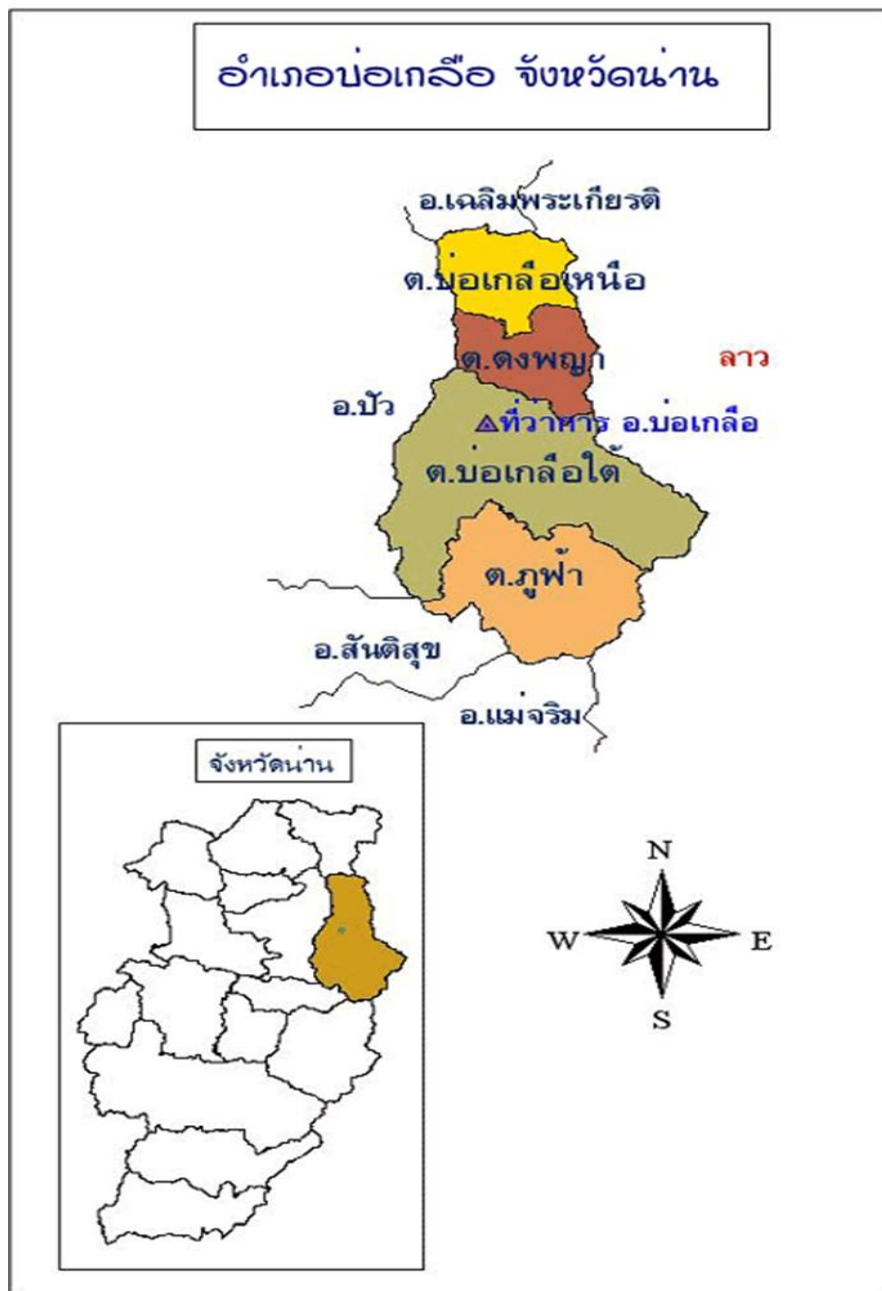 อำเภอบ่อเกลือ จังหวัดน่าน
อ.เฉลิมพระเกียรติ
ต.บ่อเกลือเหนือ
ต.ดงพญา
ลาว
อ.ปัว
ที่ว่าการ อ.บ่อเกลือ
ต.บ่อเกลือใต้
ต.ภูฟ้า
อ.สันติสุข
อ.แม่จริม
จังหวัดน่าน
N
W
E
S